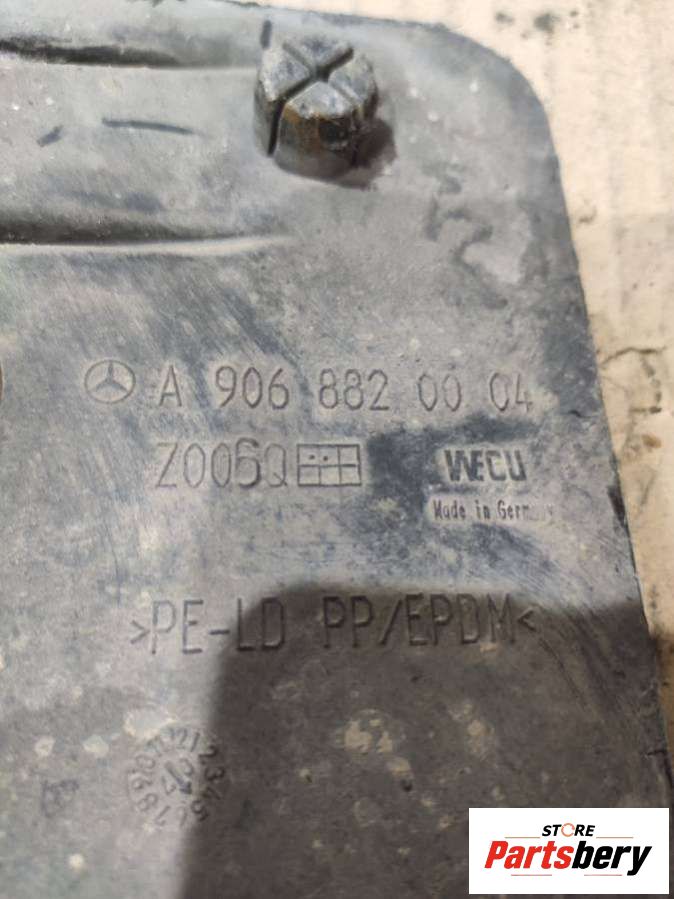 A 906 882 00 04
Z006Q
WECU
Made in Germany
>PE-LD PP/EPDM<
STORE
Partsbery